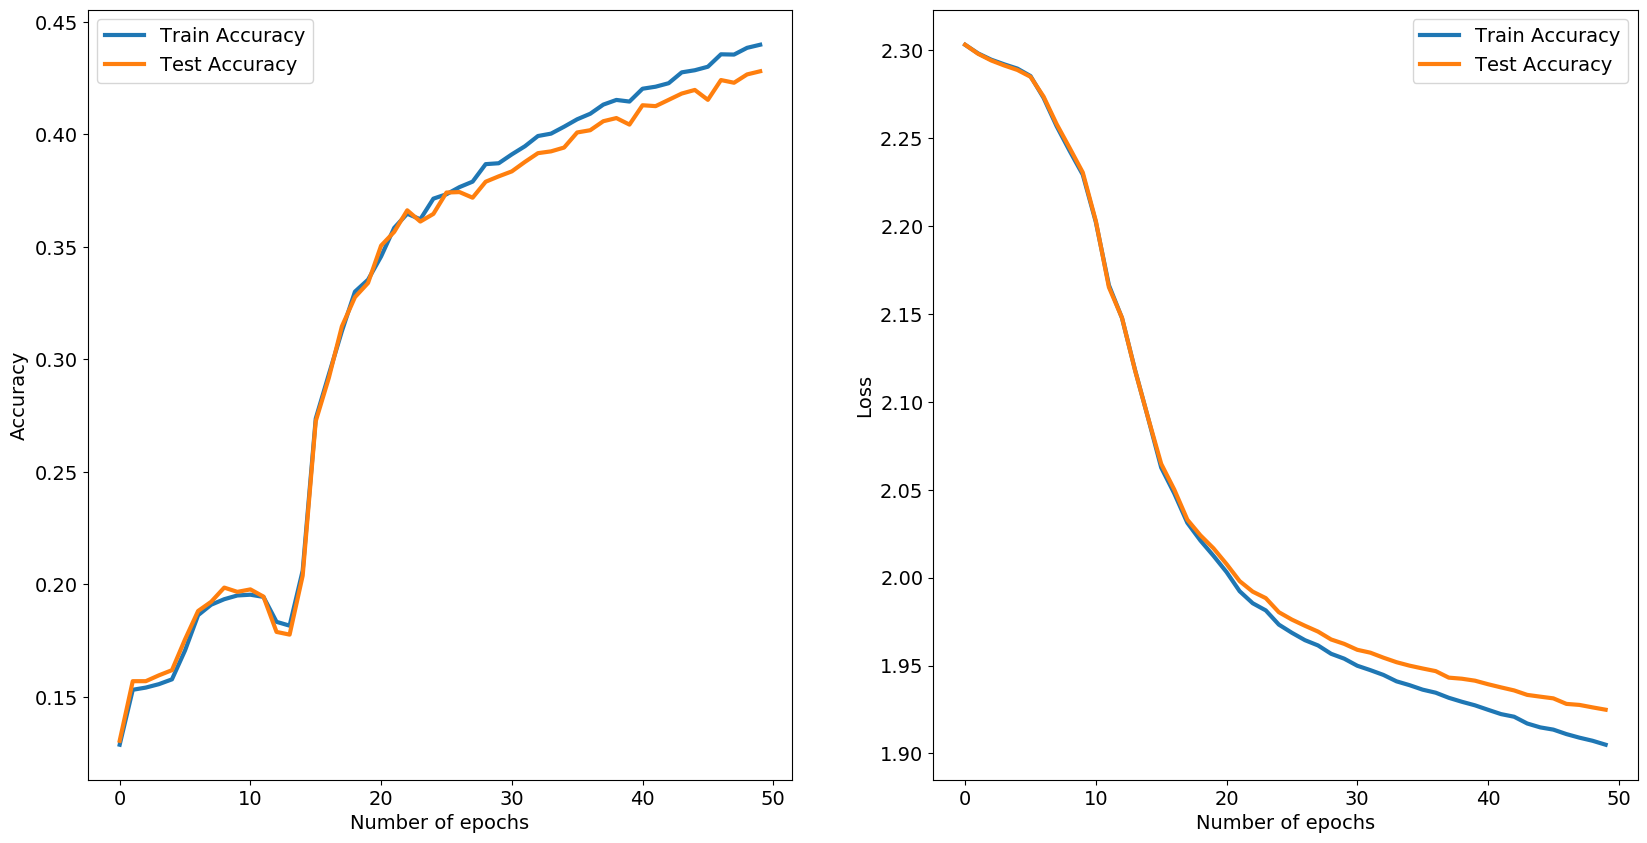 Train Accuracy
Test Accuracy
0.45
0.40
0.35
0.30
0.25
0.20
0.15
Accuracy
0 10 20 30 40 50
Number of epochs
Train Accuracy
Test Accuracy
2.30
2.25
2.20
2.15
2.10
2.05
2.00
1.95
1.90
Loss
0 10 20 30 40 50
Number of epochs